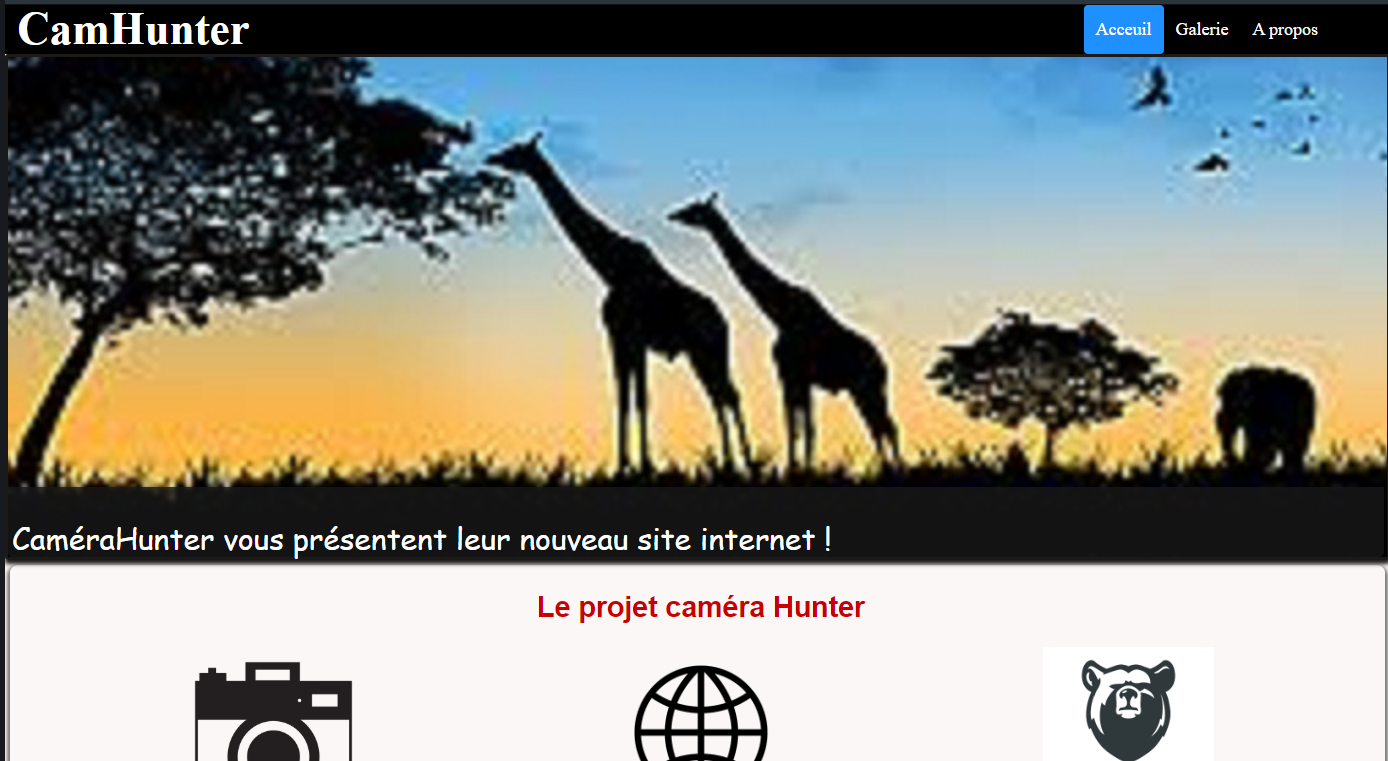 CamHunter
Acceuil Galerie A propos
CaméraHunter vous présentent leur nouveau site internet !
Le projet caméra Hunter